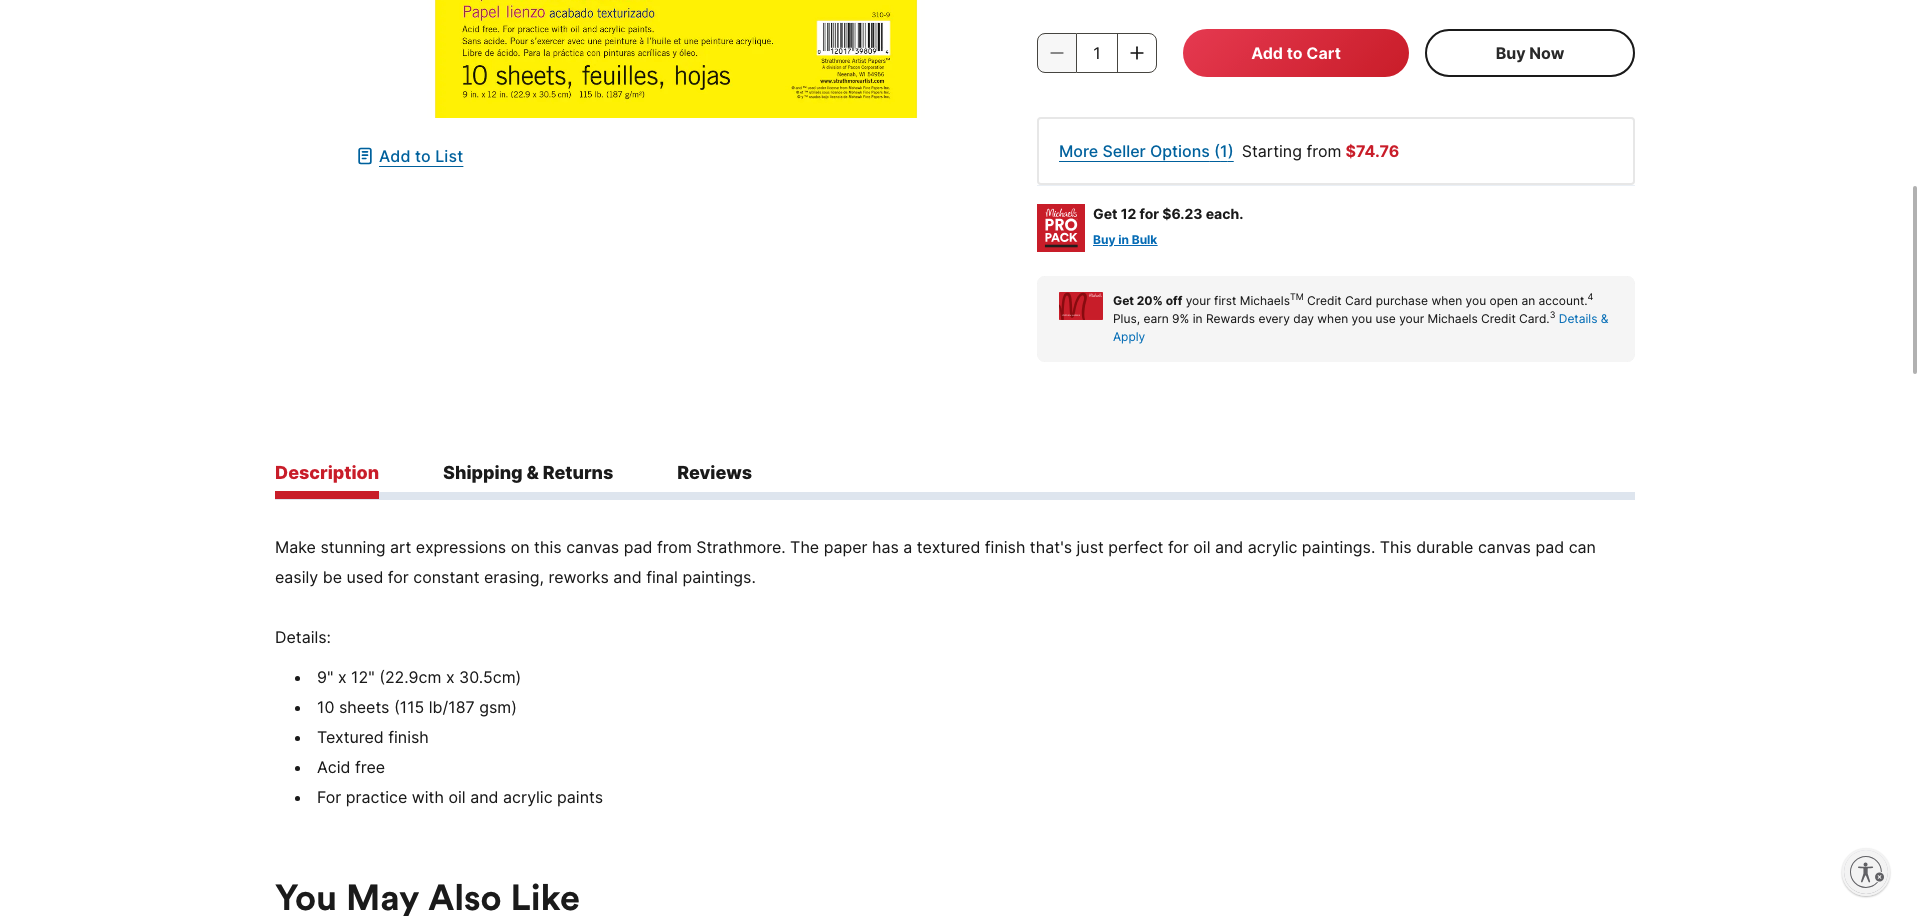 Papel lienzo acabado texturizado
310-9
Acid free. For practice with oil and acrylic paints.
Sans acide. Pour s'exercer avec une peinture à l'huile et une peinture acrylique.
Libre de ácido. Para la práctica con pinturas acrílicas y óleo.
10 sheets, feuilles, hojas
9 in. x 12 in. (22.9 x 30.5 cm) 115 lb. (187 g/m²)
0 12017 39809 4
Strathmore Artist Papers™
A division of Pacon Corporation
Neenah, WI 54956
www.strathmoreartist.com
Add to List
1
Add to Cart
Buy Now
More Seller Options (1) Starting from $74.76
Michaels
PRO
PACK
Get 12 for $6.23 each.
Buy in Bulk
Get 20% off your first Michaels™ Credit Card purchase when you open an account.⁴
Plus, earn 9% in Rewards every day when you use your Michaels Credit Card.³ Details &
Apply
Description
Shipping & Returns
Reviews
Make stunning art expressions on this canvas pad from Strathmore. The paper has a textured finish that's just perfect for oil and acrylic paintings. This durable canvas pad can
easily be used for constant erasing, reworks and final paintings.
Details:
9" x 12" (22.9cm x 30.5cm)
10 sheets (115 lb/187 gsm)
Textured finish
Acid free
For practice with oil and acrylic paints
You May Also Like